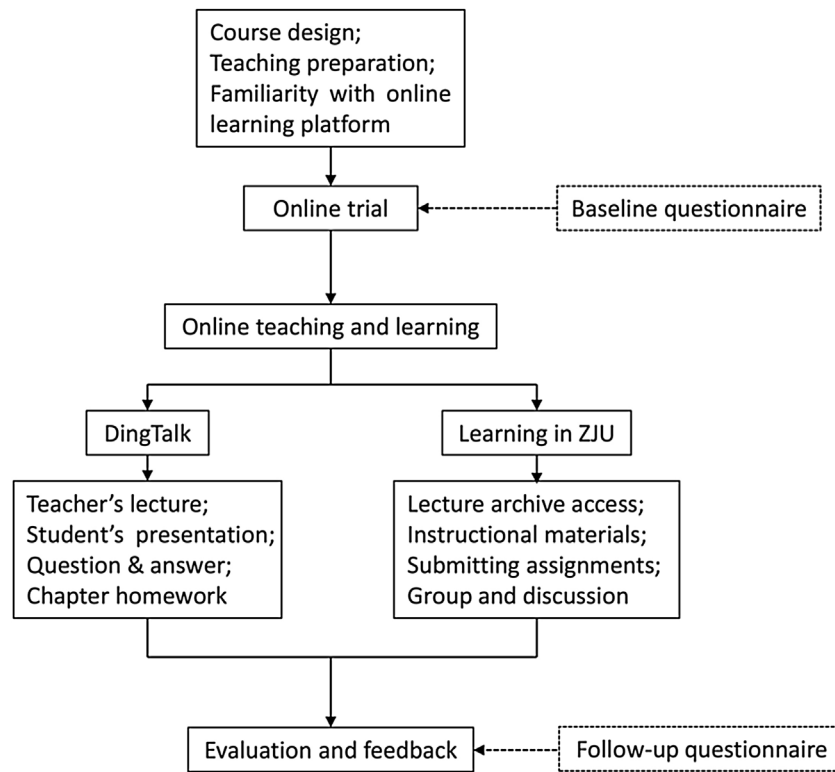 Course design;
Teaching preparation;
Familiarity with online
learning platform
Online trial
Baseline questionnaire
Online teaching and learning
DingTalk
Learning in ZJU
Teacher’s lecture;
Student’s presentation;
Question & answer;
Chapter homework
Lecture archive access;
Instructional materials;
Submitting assignments;
Group and discussion
Evaluation and feedback
Follow-up questionnaire